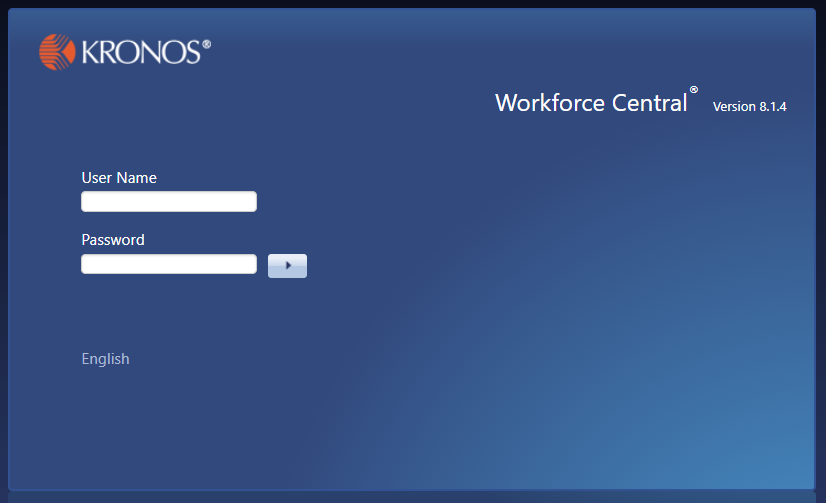 KRONOS®
Workforce Central® Version 8.1.4
User Name
Password
English